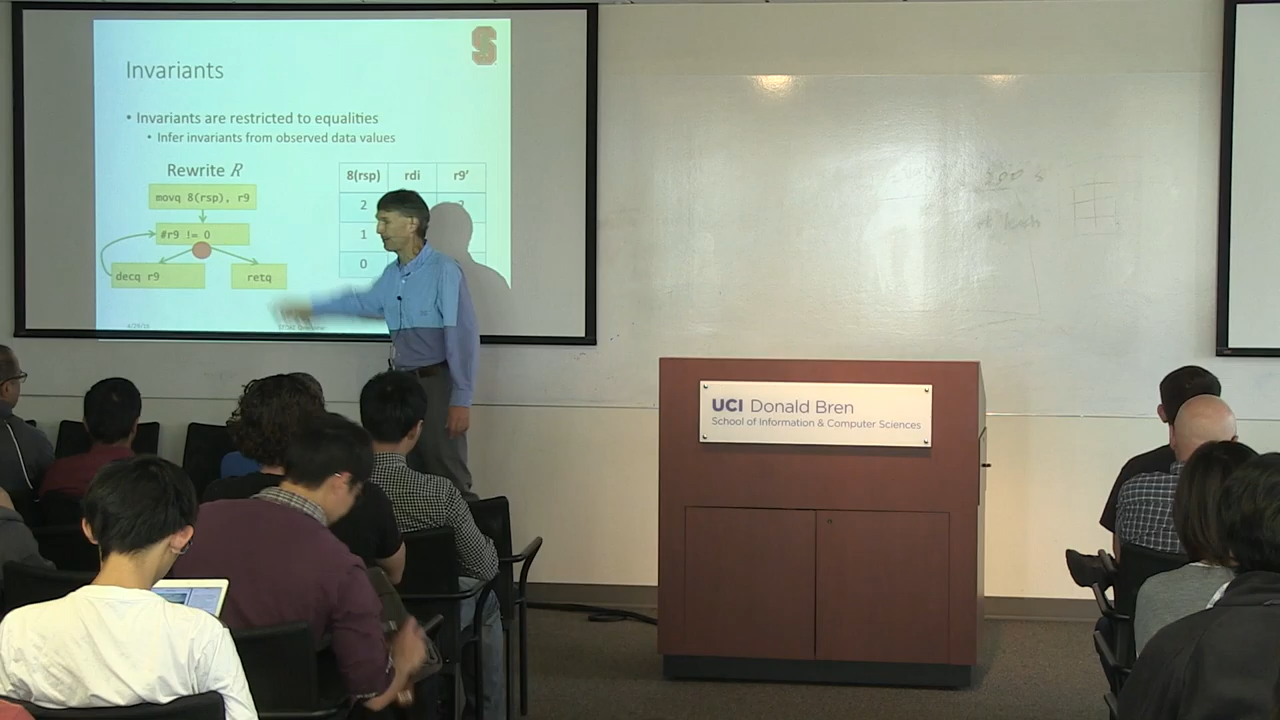 Invariants
• Invariants are restricted to equalities
• Infer invariants from observed data values
Rewrite R
movq 8(rsp), r9
#r9 != 0
decq r9
retq
8(rsp) rdi r9'
2
1
0
S
UCI Donald Bren
School of Information & Computer Sciences